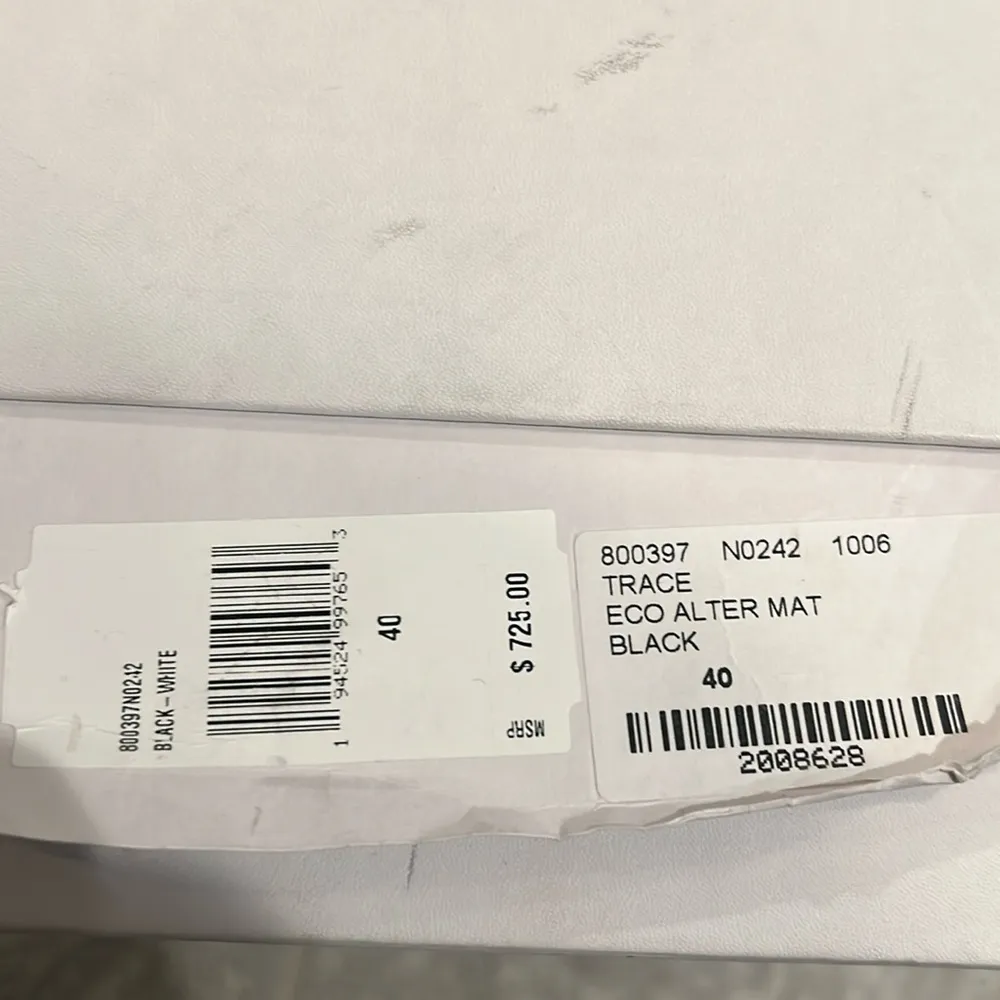 800397N0242
BLACK-WHITE
1 94524 99765 3
40
$ 725.00
MSRP
800397 N0242 1006
TRACE
ECO ALTER MAT
BLACK
40
2008628